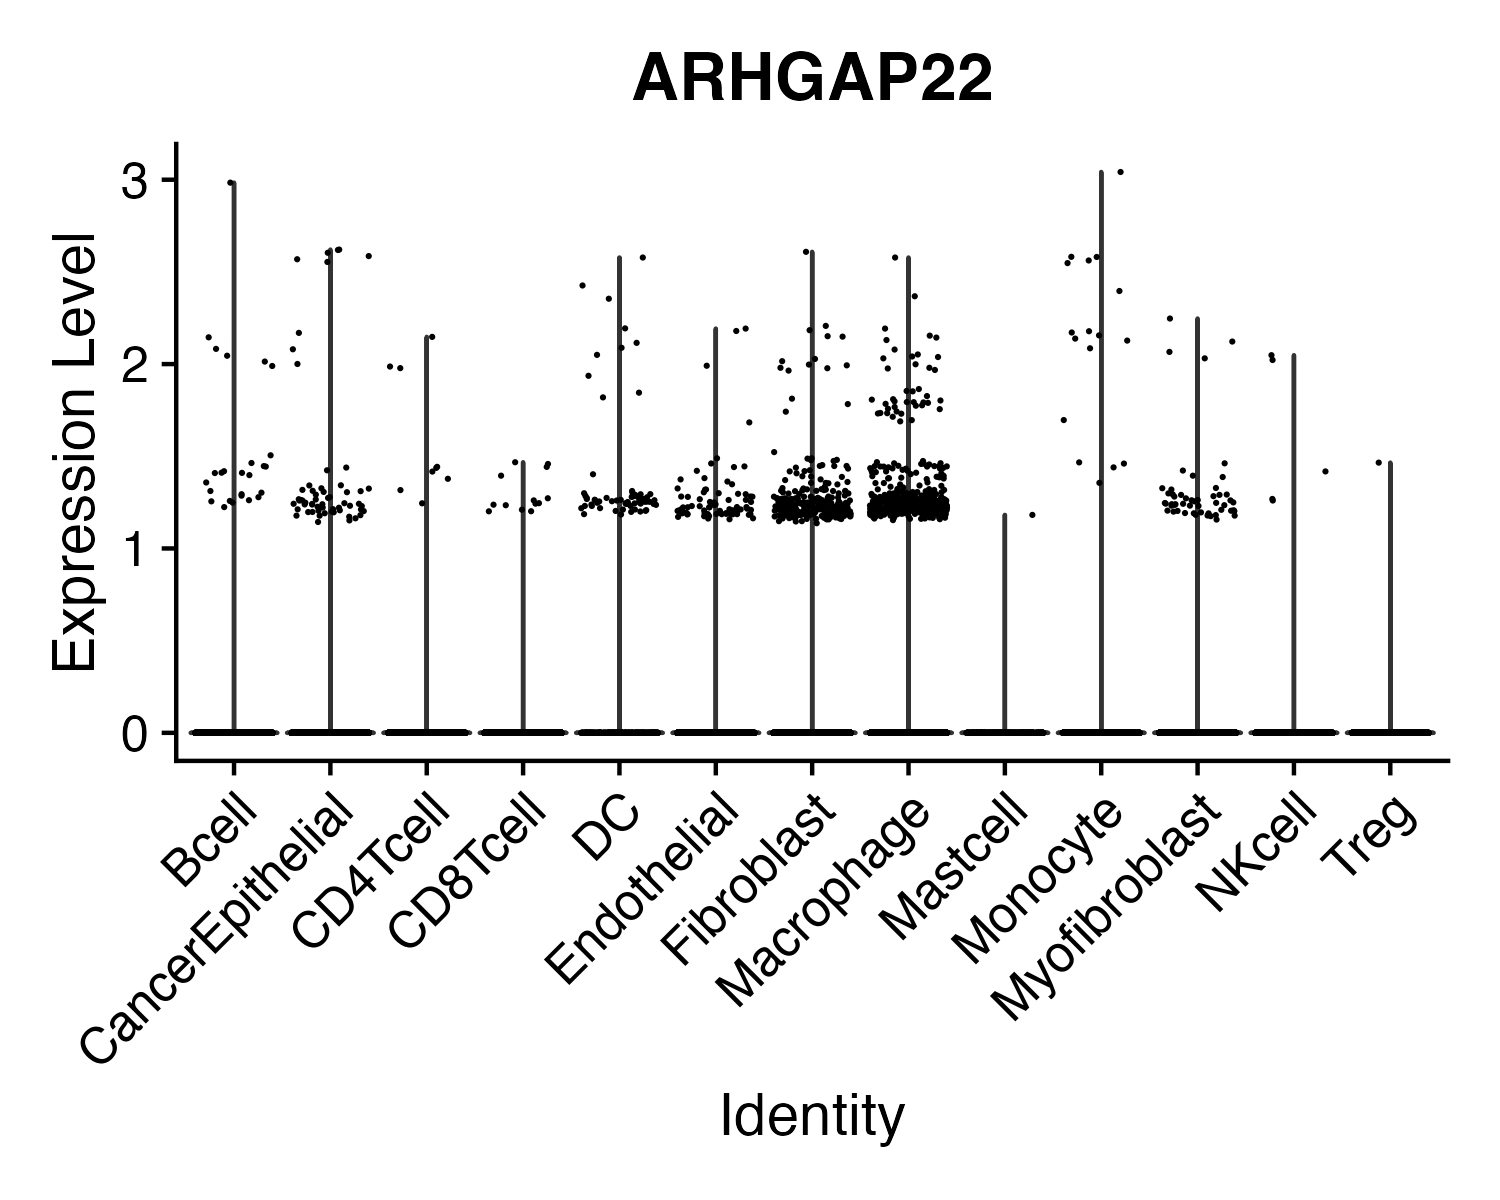 ARHGAP22
Expression Level
3
2
1
0
Bcell
CancerEpithelial
CD4Tcell
CD8Tcell
DC
Endothelial
Fibroblast
Macrophage
Mastcell
Monocyte
Myofibroblast
NKcell
Treg
Identity